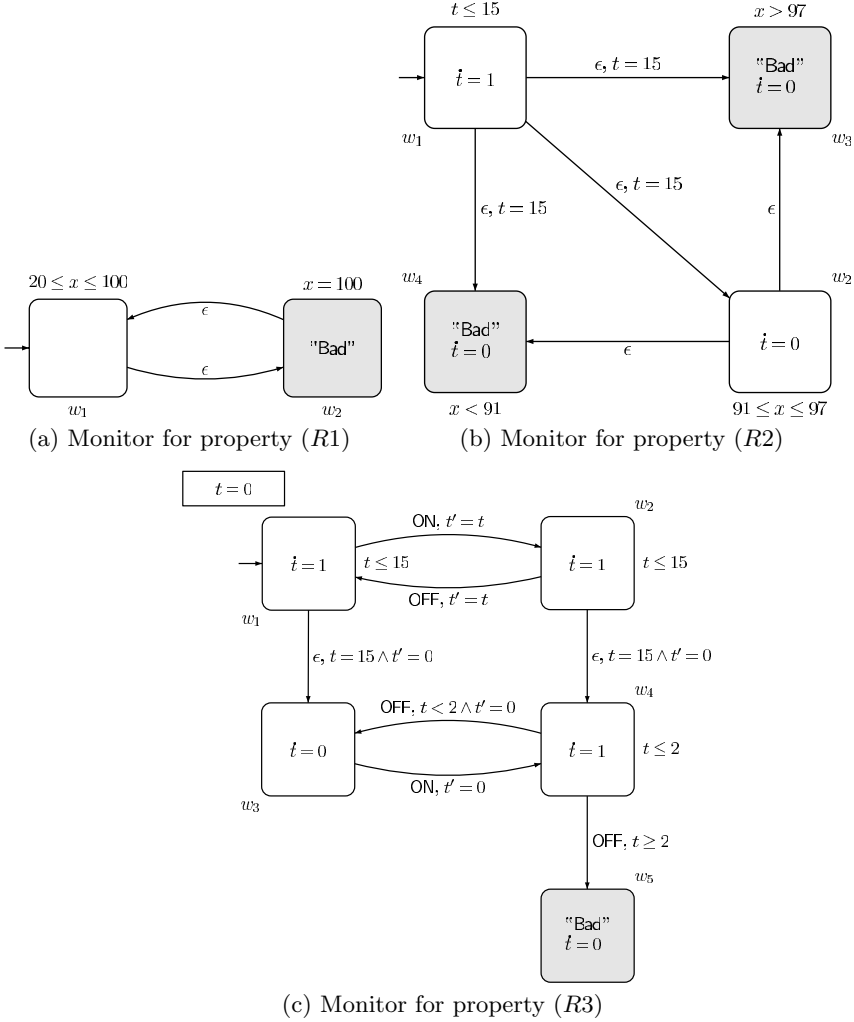 t ≤ 15
x > 97
ṫ = 1
ϵ, t = 15
"Bad"
ṫ = 0
w₁
w₃
ϵ, t = 15
ϵ, t = 15
ϵ
w₄
w₂
"Bad"
ṫ = 0
ϵ
ṫ = 0
x < 91
91 ≤ x ≤ 97
20 ≤ x ≤ 100
x = 100
ϵ
"Bad"
ϵ
w₁
w₂
(a) Monitor for property (R1)
(b) Monitor for property (R2)
t = 0
w₂
ON, t′ = t
ṫ = 1
t ≤ 15
ṫ = 1
t ≤ 15
OFF, t′ = t
w₁
ϵ, t = 15 ∧ t′ = 0
ϵ, t = 15 ∧ t′ = 0
w₄
OFF, t < 2 ∧ t′ = 0
ṫ = 0
ṫ = 1
t ≤ 2
ON, t′ = 0
w₃
OFF, t ≥ 2
w₅
"Bad"
ṫ = 0
(c) Monitor for property (R3)